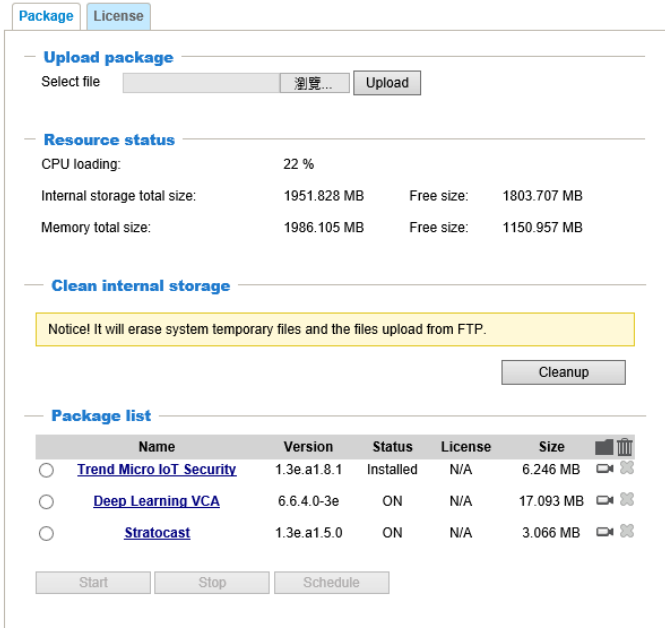 Package License
Upload package
Select file 瀏覽... Upload
Resource status
CPU loading: 22 %
Internal storage total size: 1951.828 MB Free size: 1803.707 MB
Memory total size: 1986.105 MB Free size: 1150.957 MB
Clean internal storage
Notice! It will erase system temporary files and the files upload from FTP.
Cleanup
Package list
Name Version Status License Size
Trend Micro IoT Security 1.3e.a1.8.1 Installed N/A 6.246 MB
Deep Learning VCA 6.6.4.0-3e ON N/A 17.093 MB
Stratocast 1.3e.a1.5.0 ON N/A 3.066 MB
Start Stop Schedule